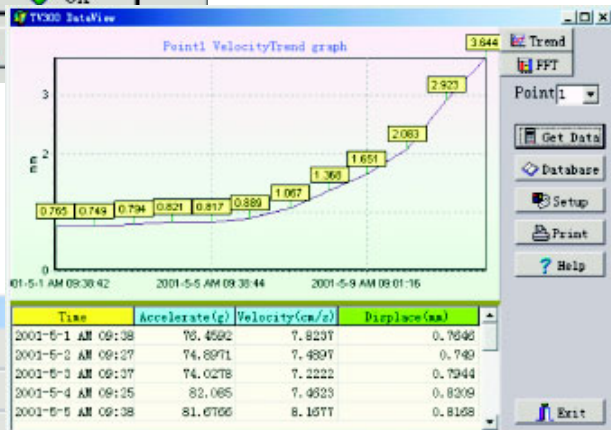 TV300 DataView
Point1 VelocityTrend graph
3.644
2.923
2.083
1.651
1.368
1.067
0.889
0.817
0.821
0.794
0.749
0.765
3
2
0
mm
01-5-1 AM 09:38:42 2001-5-5 AM 09:38:44 2001-5-9 AM 09:01:16
Time Accelerate(g) Velocity(cm/s) Displace(mm)
2001-5-1 AM 09:38 76.4592 7.8237 0.7646
2001-5-2 AM 09:27 74.8971 7.4897 0.749
2001-5-3 AM 09:37 74.0278 7.2222 0.7944
2001-5-4 AM 09:25 82.085 7.4623 0.8209
2001-5-5 AM 09:38 81.6766 8.1677 0.8168
Trend
FFT
Point 1
Get Data
Database
Setup
Print
Help
Exit